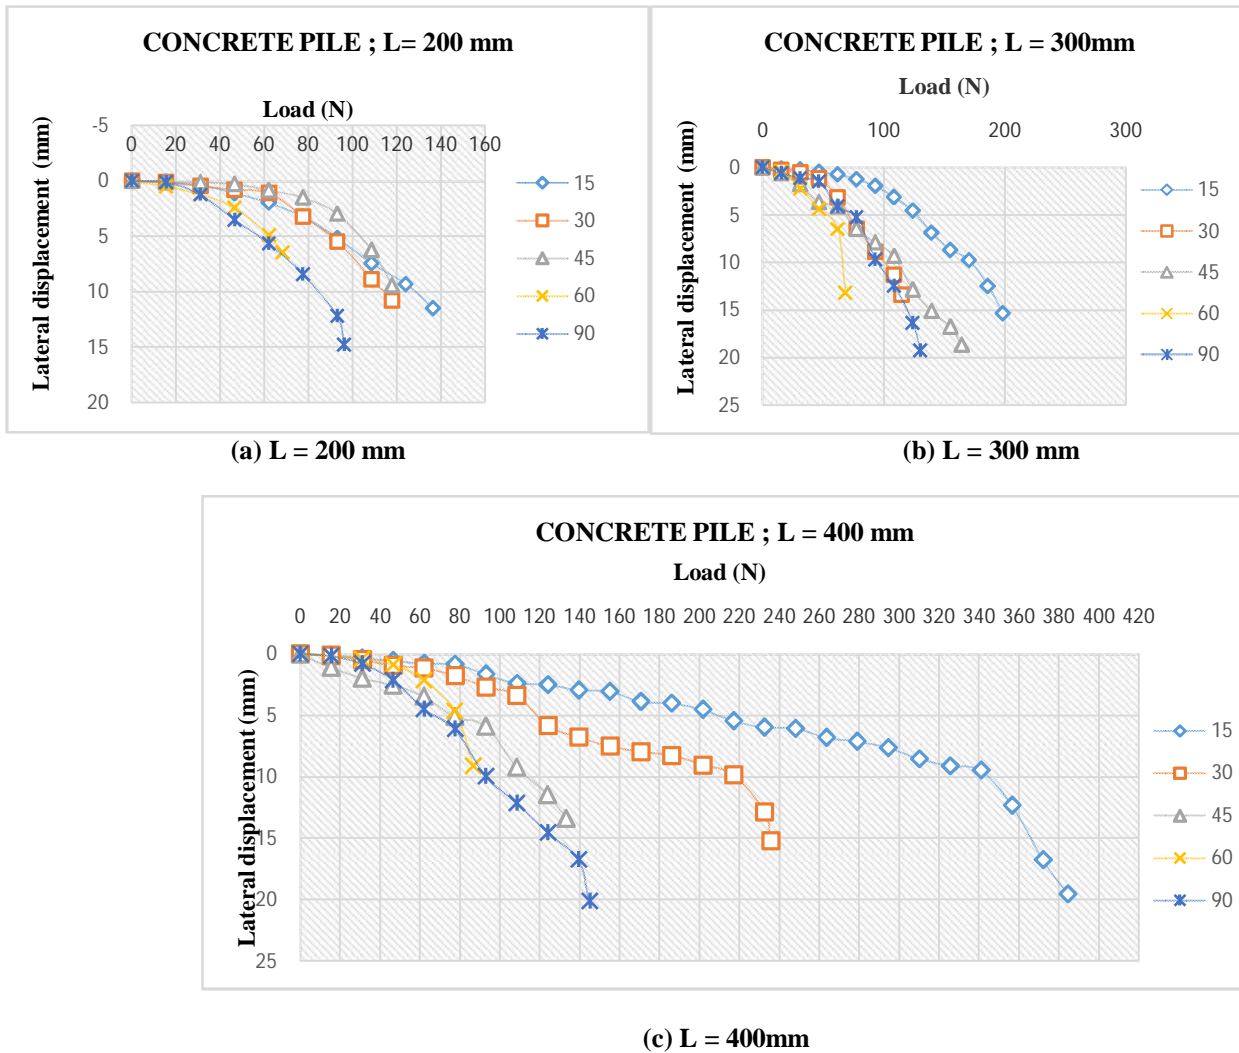 CONCRETE PILE ; L= 200 mm
Load (N)
Lateral displacement (mm)
-5
0
5
10
15
20
0 20 40 60 80 100 120 140 160
15
30
45
60
90
(a) L = 200 mm
CONCRETE PILE ; L = 300mm
Load (N)
Lateral displacement (mm)
0 100 200 300
0
5
10
15
20
25
15
30
45
60
90
(b) L = 300 mm
CONCRETE PILE ; L = 400 mm
Load (N)
Lateral displacement (mm)
0 20 40 60 80 100 120 140 160 180 200 220 240 260 280 300 320 340 360 380 400 420
0
5
10
15
20
25
15
30
45
60
90
(c) L = 400mm